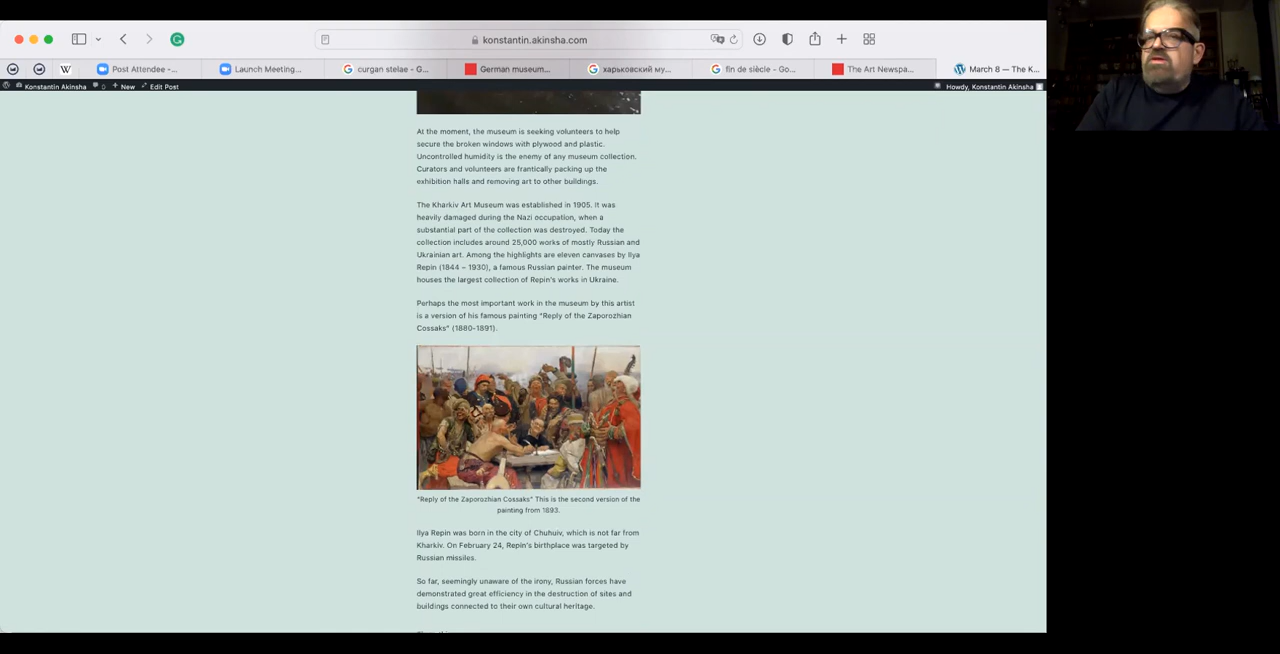 konstantin.akinsha.com
Post Attendee -...
Launch Meeting...
curgan stelae - G...
German museum...
харьковский му...
fin de siècle - Go...
The Art Newspa...
March 8 — The K...
Konstantin Akinsha
0
New
Edit Post
Howdy, Konstantin Akinsha
At the moment, the museum is seeking volunteers to help
secure the broken windows with plywood and plastic.
Uncontrolled humidity is the enemy of any museum collection.
Curators and volunteers are frantically packing up the
exhibition halls and removing art to other buildings.
The Kharkiv Art Museum was established in 1905. It was
heavily damaged during the Nazi occupation, when a
substantial part of the collection was destroyed. Today the
collection includes around 25,000 works of mostly Russian and
Ukrainian art. Among the highlights are eleven canvases by Ilya
Repin (1844 – 1930), a famous Russian painter. The museum
houses the largest collection of Repin's works in Ukraine.
Perhaps the most important work in the museum by this artist
is a version of his famous painting "Reply of the Zaporozhian
Cossaks" (1880-1891).
"Reply of the Zaporozhian Cossaks" This is the second version of the
painting from 1893.
Ilya Repin was born in the city of Chuhuiv, which is not far from
Kharkiv. On February 24, Repin's birthplace was targeted by
Russian missiles.
So far, seemingly unaware of the irony, Russian forces have
demonstrated great efficiency in the destruction of sites and
buildings connected to their own cultural heritage.